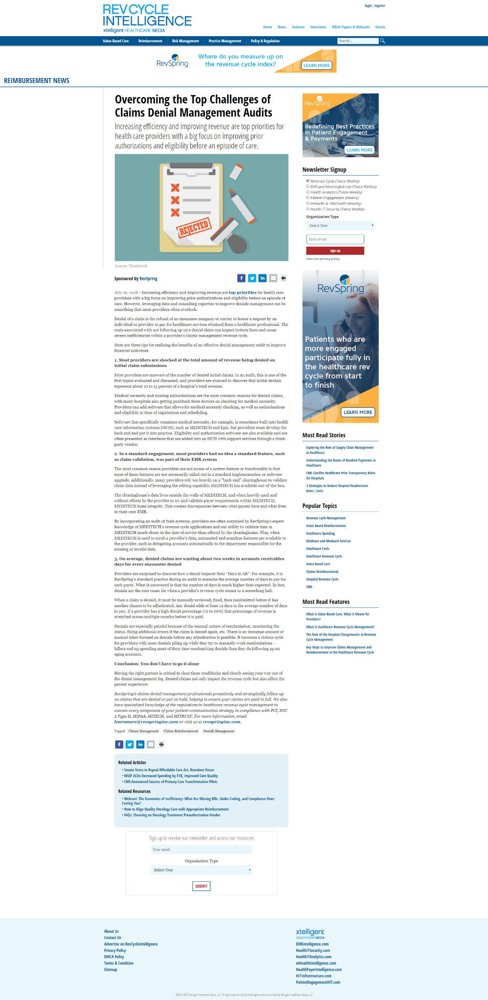 REVCYCLE
INTELLIGENCE
xtelligent HEALTHCARE MEDIA
login | register
Home News Features Interviews White Papers & Webcasts Events
Value-Based Care Reimbursement Risk Management Practice Management Policy & Regulation Search...
RevSpring
Where do you measure up on
the revenue cycle index?
LEARN MORE
REIMBURSEMENT NEWS
Overcoming the Top Challenges of
Claims Denial Management Audits
Increasing efficiency and improving revenue are top priorities for
health care providers with a big focus on improving prior
authorizations and eligibility before an episode of care.
REJECTED
Source: Thinkstock
Sponsored by RevSpring
July 16, 2018 - Increasing efficiency and improving revenue are top priorities for health care
providers with a big focus on improving prior authorizations and eligibility before an episode of
care. However, leveraging data and consulting expertise to improve denials management can be
something that most providers often overlook.
Denial of a claim is the refusal of an insurance company or carrier to honor a request by an
individual or provider to pay for healthcare services obtained from a healthcare professional. The
costs associated with not following up on a denial claim can impact bottom lines and cause
severe inefficiencies within a provider's claims management revenue cycle.
Here are three tips for realizing the benefits of an effective denial management audit to improve
financial outcomes.
1. Most providers are shocked at the total amount of revenue being denied on
initial claim submissions
Most providers are unaware of the number of denied initial claims. In an audit, this is one of the
first topics evaluated and discussed, and providers are stunned to discover that initial denials
represent about 10 to 15 percent of a hospital's total revenue.
Medical necessity and missing authorizations are the most common reasons for denied claims,
with many hospitals also getting pushback from doctors on checking for medical necessity.
Providers can add software that allows for medical necessity checking, as well as authorizations
and eligibility at time of registration and scheduling.
Software that specifically examines medical necessity, for example, is sometimes built into health
care information systems (HCIS), such as MEDITECH and Epic, but providers must develop the
back end and put it into practice. Eligibility and authorization software are also available and are
often presented as interfaces that are added into an HCIS with support services through a third-
party vendor.
2. In a standard engagement, most providers had no idea a standard feature, such
as claim validation, was part of their EHR system
The most common reason providers are not aware of a system feature or functionality is that
most of these features are not necessarily called out in a standard implementation or software
upgrade. Additionally, many providers rely too heavily on a “back-end” clearinghouse to validate
claim data instead of leveraging the editing capability MEDITECH has available out-of-the-box.
The clearinghouse's data lives outside the walls of MEDITECH, and when heavily used and
without efforts by the provider to try and validate payer requirements within MEDITECH,
MEDITECH loses integrity. This creates discrepancies between what payers have and what lives
in their core EMR.
By incorporating an audit of their systems, providers are often surprised by RevSpring's expert
knowledge of MEDITECH's revenue cycle applications and our ability to validate data in
MEDITECH much closer to the date of service than offered by the clearinghouse. Plus, when
MEDITECH is used to scrub a provider's data, automated and seamless features are available to
the provider, such as delegating accounts automatically to the department responsible for the
missing or invalid data.
3. On average, denied claims are wasting about two weeks in accounts receivables
days for every encounter denied
Providers are surprised to discover how a denial impacts their “Days in AR”. For example, it is
RevSpring's standard practice during an audit to examine the average number of days to pay for
each payer. What is uncovered is that the number of days is much higher than expected. In fact,
denials are the root cause for when a provider's revenue cycle comes to a screeching halt.
When a claim is denied, it must be manually reviewed, fixed, then resubmitted before it has
another chance to be adjudicated. Any denial adds at least 14 days to the average number of days
to pay. If a provider has a high denial percentage (12 to 20%) that percentage of revenue is
stretched across multiple months before it is paid.
Denials are especially painful because of the manual nature of resubmission, monitoring the
status, fixing additional errors if the claim is denied again, etc. There is an immense amount of
manual labor focused on denials before any adjudication is possible. It becomes a vicious cycle
for providers with more denials piling up while they try to manually work resubmissions —
billers end up spending most of their time resubmitting denials than they do following up on
aging accounts.
Conclusion: You don't have to go it alone
Having the right partner is critical to clear these roadblocks and clearly seeing your way out of
the denial management fog. Denied claims not only impact the revenue cycle but also affect the
patient experience.
RevSpring's claims denial management professionals proactively and strategically follow up
on claims that are denied or put on hold, helping to ensure your claims are paid in full. We also
have specialized knowledge of the regulations in healthcare revenue cycle management to
execute every component of your patient communication strategy in compliance with PCI, SOC
2 Type II, HIPAA, HITECH, and HITRUST. For more information, email
learnmore@revspringinc.com or visit us at revspringinc.com.
Tagged Claims Management Claims Reimbursement Denials Management
Related Articles
• Senate Votes to Repeal Affordable Care Act, Reactions Ensue
• MSSP ACOs Decreased Spending by $1B, Improved Care Quality
• CMS Announced Success of Primary Care Transformation Pilots
Related Resources
• Webcast: The Economics of Inefficiency: What Are Missing Bills, Under-Coding, and Compliance Fines
Costing You?
• How to Align Quality Oncology Care with Appropriate Reimbursement
• FAQs: Choosing an Oncology Treatment Preauthorization Vendor
Sign up to receive our newsletter and access our resources
Your email
Organization Type
Select One
SUBMIT
RevSpring
Redefining Best Practices
in Patient Engagement
& Payments
LEARN MORE
Newsletter Signup
Revenue Cycle (Twice Weekly)
EHR and Meaningful Use (Twice Weekly)
Health Analytics (Twice Weekly)
Patient Engagement (Weekly)
mHealth & Telehealth (Weekly)
Health IT Security (Twice Weekly)
Organization Type
Select One
Your email
sign up
view our privacy policy
RevSpring
Patients who are
more engaged
participate fully in
the healthcare rev
cycle from start
to finish
LEARN MORE
Most Read Stories
Exploring the Role of Supply Chain Management
in Healthcare
Understanding the Basics of Bundled Payments in
Healthcare
CMS Clarifies Healthcare Price Transparency Rules
for Hospitals
3 Strategies to Reduce Hospital Readmission
Rates, Costs
Popular Topics
Revenue Cycle Management
Value Based Reimbursement
Healthcare Spending
Medicare and Medicaid Services
Healthcare Costs
Healthcare Revenue Cycle
Value Based Care
Claims Reimbursement
Hospital Revenue Cycle
CMS
Most Read Features
What Is Value-Based Care, What It Means for
Providers?
What Is Healthcare Revenue Cycle Management?
The Role of the Hospital Chargemaster in Revenue
Cycle Management
Key Ways to Improve Claims Management and
Reimbursement in the Healthcare Revenue Cycle
About Us
Contact Us
Advertise on RevCycleIntelligence
Privacy Policy
DMCA Policy
Terms & Condition
Sitemap
xtelligent
HEALTHCARE MEDIA
EHRIntelligence.com
HealthITSecurity.com
HealthITAnalytics.com
mHealthIntelligence.com
HealthPayerIntelligence.com
HITInfrastructure.com
PatientEngagementHIT.com
©2012-2018 Xtelligent Healthcare Media, LLC. All rights reserved. RevCycleIntelligence.com is published by Xtelligent Healthcare Media, LLC